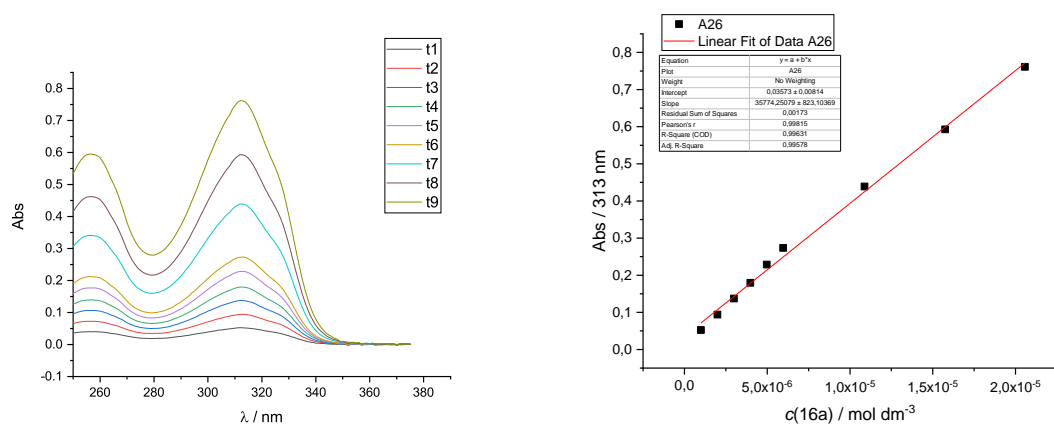 t1
t2
t3
t4
t5
t6
t7
t8
t9
0.8
0.7
0.6
0.5
0.4
0.3
0.2
0.1
0.0
-0.1
Abs
260 280 300 320 340 360 380
λ / nm
A26
Linear Fit of Data A26
Equation y = a + b*x
Plot A26
Weight No Weighting
Intercept 0,03573 ± 0,00814
Slope 35774,25079 ± 823,10369
Residual Sum of Squares 0,00173
Pearson's r 0,99815
R-Square (COD) 0,99631
Adj. R-Square 0,99578
0,8
0,7
0,6
0,5
0,3
0,2
0,1
0,0
Abs / 313 nm
0,0 5,0x10⁻⁶ 1,0x10⁻⁵ 1,5x10⁻⁵ 2,0x10⁻⁵
c(16a) / mol dm⁻³